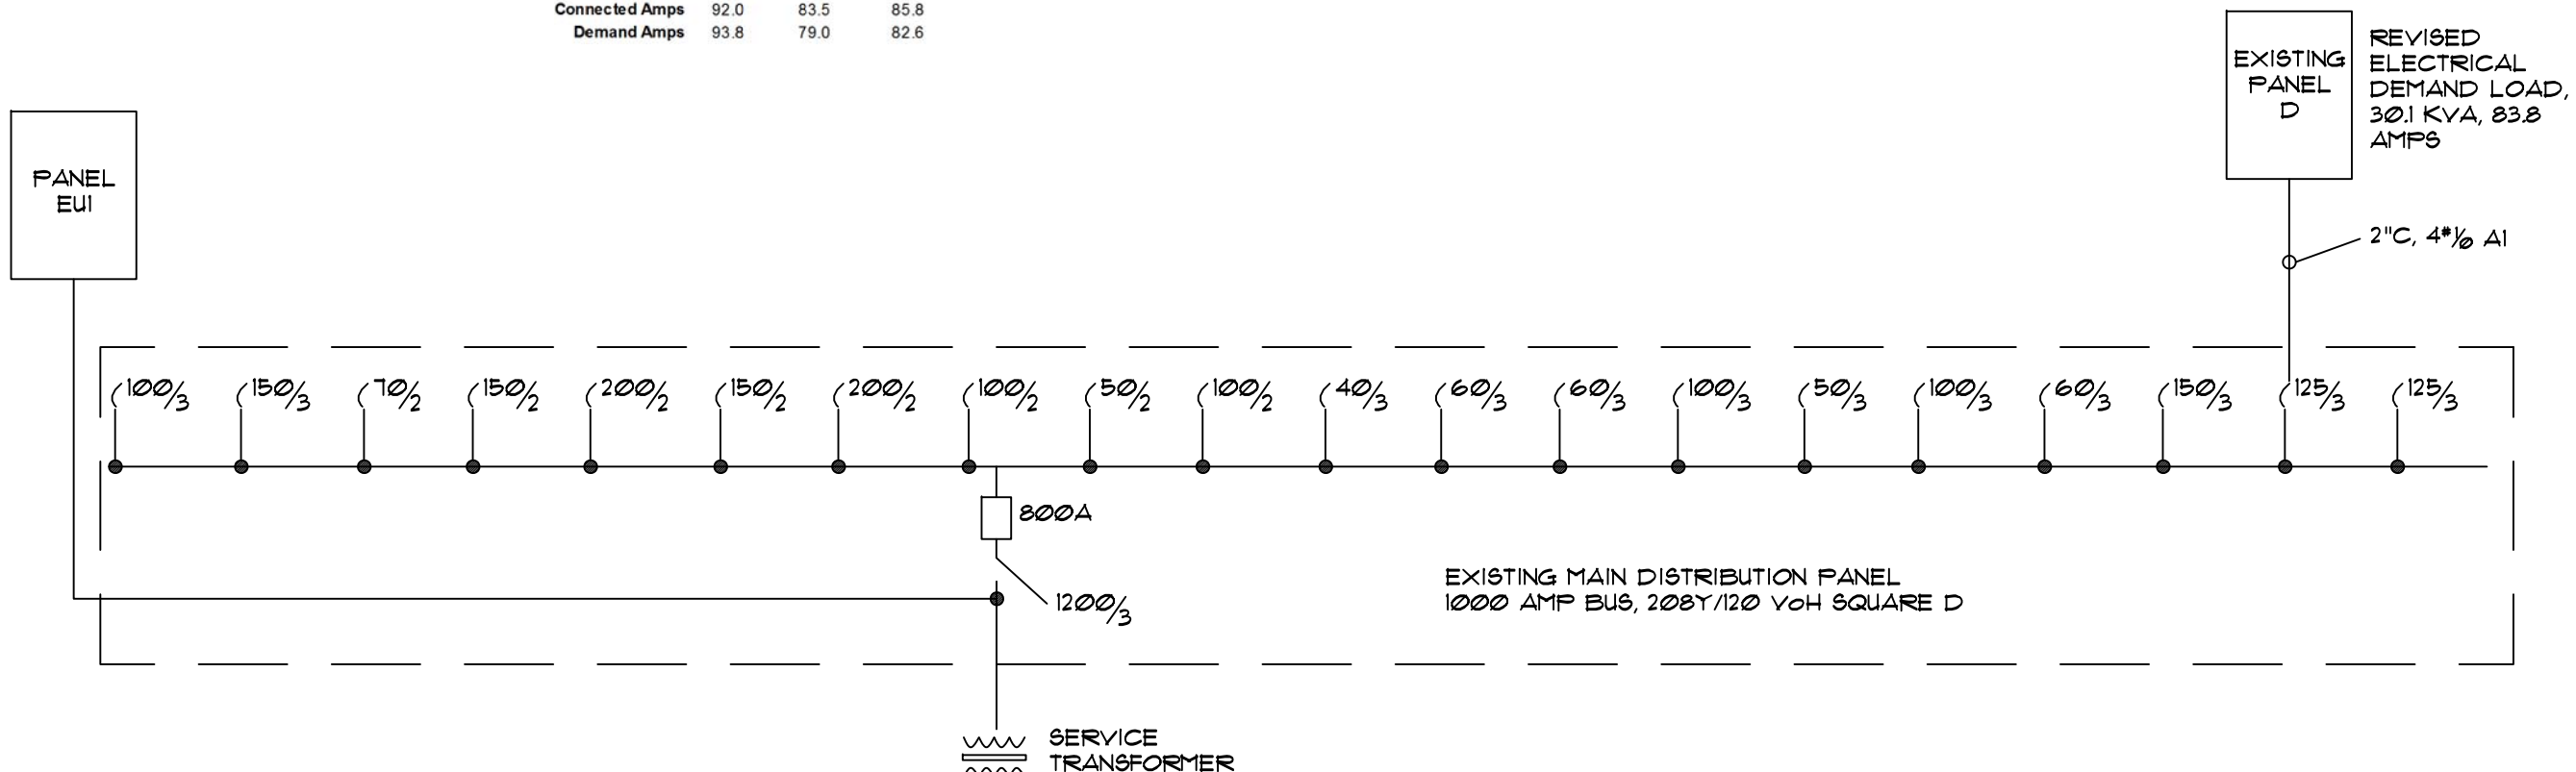 Connected Amps 92.0 83.5 85.8
Demand Amps 93.8 79.0 82.6
EXISTING
PANEL
D
REVISED
ELECTRICAL
DEMAND LOAD,
30.1 KVA, 83.8
AMPS
PANEL
EU1
2"C, 4#1/0 Al
100/3 150/3 70/2 150/2 200/2 150/2 200/2 100/2 50/2 100/2 40/3 60/3 60/3 100/3 50/3 100/3 60/3 150/3 125/3 125/3
800A
EXISTING MAIN DISTRIBUTION PANEL
1000 AMP BUS, 208Y/120 VoH SQUARE D
1200/3
SERVICE
TRANSFORMER